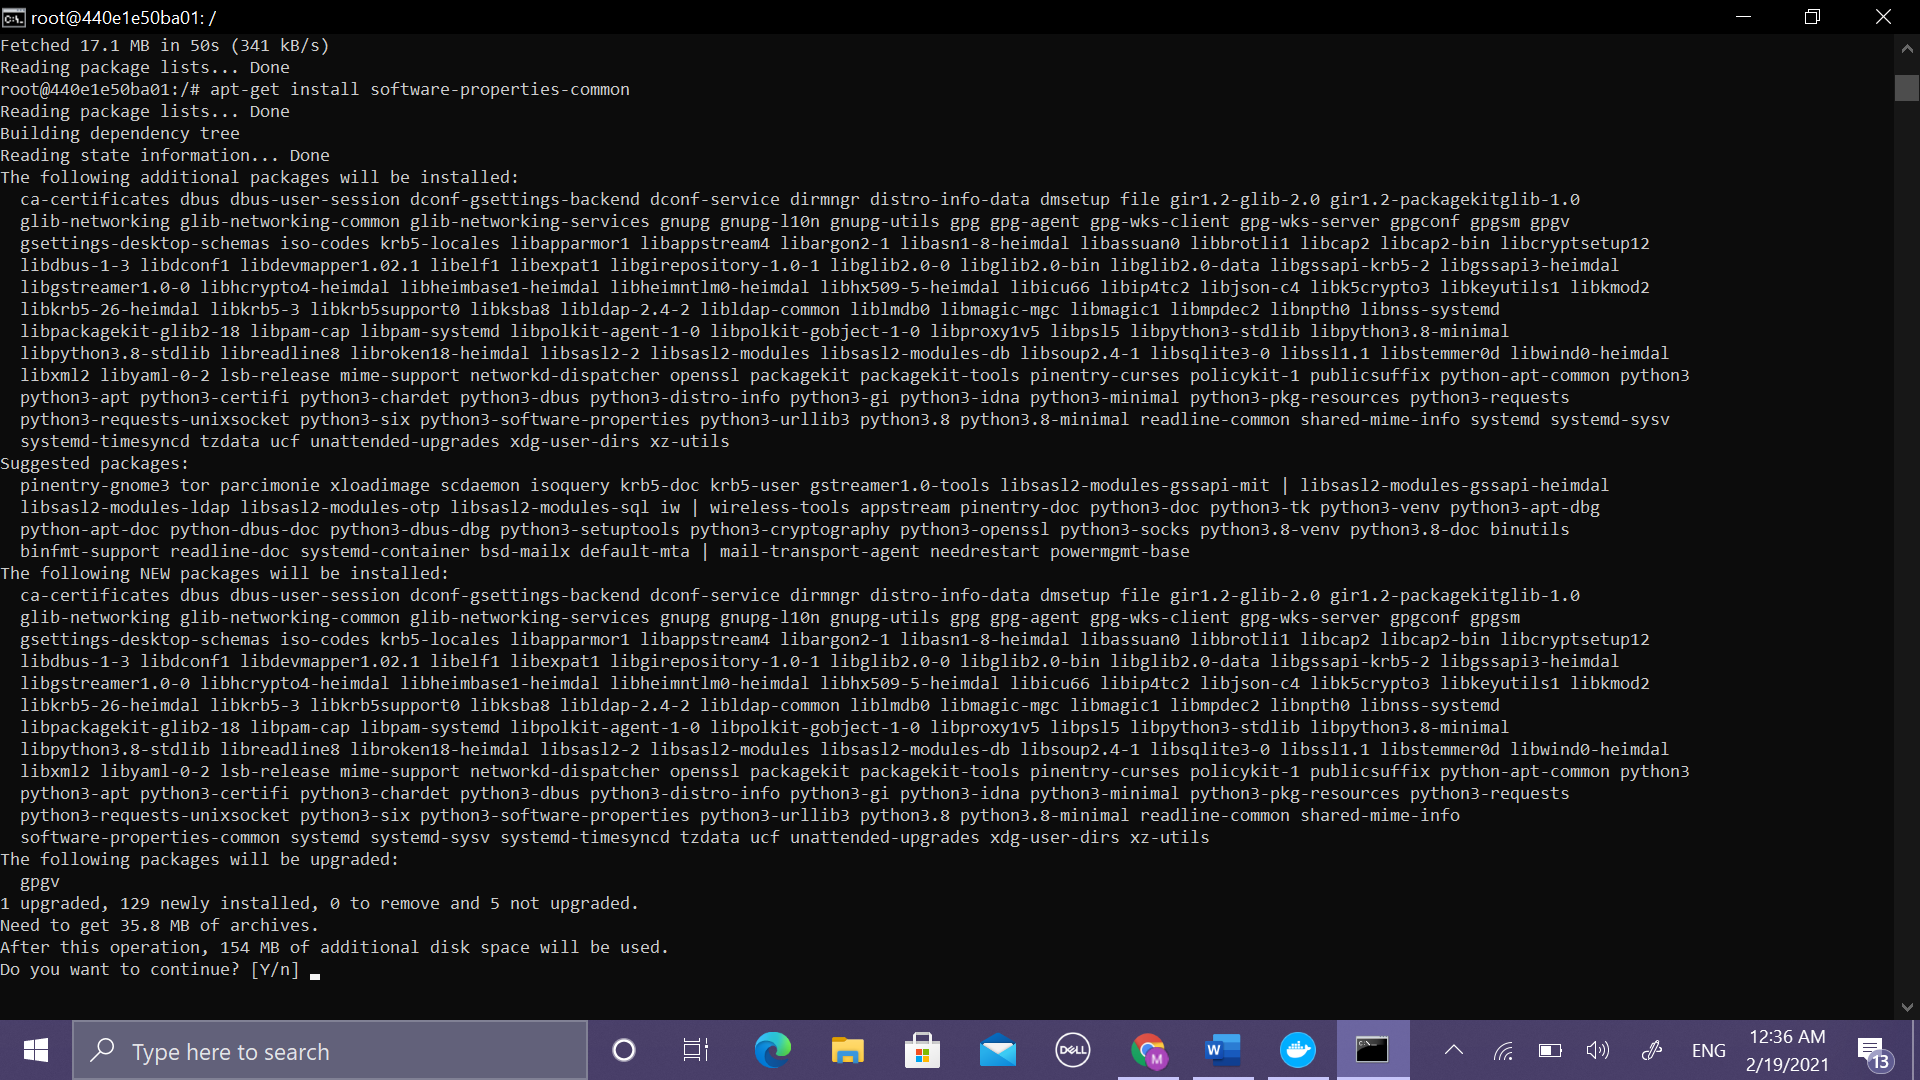 root@440e1e50ba01: /
Fetched 17.1 MB in 50s (341 kB/s)
Reading package lists... Done
root@440e1e50ba01:/# apt-get install software-properties-common
Reading package lists... Done
Building dependency tree
Reading state information... Done
The following additional packages will be installed:
ca-certificates dbus dbus-user-session dconf-gsettings-backend dconf-service dirmngr distro-info-data dmsetup file gir1.2-glib-2.0 gir1.2-packagekitglib-1.0
glib-networking glib-networking-common glib-networking-services gnupg gnupg-l10n gnupg-utils gpg gpg-agent gpg-wks-client gpg-wks-server gpgconf gpgsm gpgv
gsettings-desktop-schemas iso-codes krb5-locales libapparmor1 libappstream4 libargon2-1 libasn1-8-heimdal libassuan0 libbrotli1 libcap2 libcap2-bin libcryptsetup12
libdbus-1-3 libdconf1 libdevmapper1.02.1 libelf1 libexpat1 libgirepository-1.0-1 libglib2.0-0 libglib2.0-bin libglib2.0-data libgssapi-krb5-2 libgssapi3-heimdal
libgstreamer1.0-0 libhcrypto4-heimdal libheimbase1-heimdal libheimntlm0-heimdal libhx509-5-heimdal libicu66 libip4tc2 libjson-c4 libk5crypto3 libkeyutils1 libkmod2
libkrb5-26-heimdal libkrb5-3 libkrb5support0 libksba8 libldap-2.4-2 libldap-common liblmdb0 libmagic-mgc libmagic1 libmpdec2 libnpth0 libnss-systemd
libpackagekit-glib2-18 libpam-cap libpam-systemd libpolkit-agent-1-0 libpolkit-gobject-1-0 libproxy1v5 libpsl5 libpython3-stdlib libpython3.8-minimal
libpython3.8-stdlib libreadline8 libroken18-heimdal libsasl2-2 libsasl2-modules libsasl2-modules-db libsoup2.4-1 libsqlite3-0 libssl1.1 libstemmer0d libwind0-heimdal
libxml2 libyaml-0-2 lsb-release mime-support networkd-dispatcher openssl packagekit packagekit-tools pinentry-curses policykit-1 publicsuffix python-apt-common python3
python3-apt python3-certifi python3-chardet python3-dbus python3-distro-info python3-gi python3-idna python3-minimal python3-pkg-resources python3-requests
python3-requests-unixsocket python3-six python3-software-properties python3-urllib3 python3.8 python3.8-minimal readline-common shared-mime-info systemd systemd-sysv
systemd-timesyncd tzdata ucf unattended-upgrades xdg-user-dirs xz-utils
Suggested packages:
pinentry-gnome3 tor parcimonie xloadimage scdaemon isoquery krb5-doc krb5-user gstreamer1.0-tools libsasl2-modules-gssapi-mit | libsasl2-modules-gssapi-heimdal
libsasl2-modules-ldap libsasl2-modules-otp libsasl2-modules-sql iw | wireless-tools appstream pinentry-doc python3-doc python3-tk python3-venv python3-apt-dbg
python-apt-doc python-dbus-doc python3-dbus-dbg python3-setuptools python3-cryptography python3-openssl python3-socks python3.8-venv python3.8-doc binutils
binfmt-support readline-doc systemd-container bsd-mailx default-mta | mail-transport-agent needrestart powermgmt-base
The following NEW packages will be installed:
ca-certificates dbus dbus-user-session dconf-gsettings-backend dconf-service dirmngr distro-info-data dmsetup file gir1.2-glib-2.0 gir1.2-packagekitglib-1.0
glib-networking glib-networking-common glib-networking-services gnupg gnupg-l10n gnupg-utils gpg gpg-agent gpg-wks-client gpg-wks-server gpgconf gpgsm
gsettings-desktop-schemas iso-codes krb5-locales libapparmor1 libappstream4 libargon2-1 libasn1-8-heimdal libassuan0 libbrotli1 libcap2 libcap2-bin libcryptsetup12
libdbus-1-3 libdconf1 libdevmapper1.02.1 libelf1 libexpat1 libgirepository-1.0-1 libglib2.0-0 libglib2.0-bin libglib2.0-data libgssapi-krb5-2 libgssapi3-heimdal
libgstreamer1.0-0 libhcrypto4-heimdal libheimbase1-heimdal libheimntlm0-heimdal libhx509-5-heimdal libicu66 libip4tc2 libjson-c4 libk5crypto3 libkeyutils1 libkmod2
libkrb5-26-heimdal libkrb5-3 libkrb5support0 libksba8 libldap-2.4-2 libldap-common liblmdb0 libmagic-mgc libmagic1 libmpdec2 libnpth0 libnss-systemd
libpackagekit-glib2-18 libpam-cap libpam-systemd libpolkit-agent-1-0 libpolkit-gobject-1-0 libproxy1v5 libpsl5 libpython3-stdlib libpython3.8-minimal
libpython3.8-stdlib libreadline8 libroken18-heimdal libsasl2-2 libsasl2-modules libsasl2-modules-db libsoup2.4-1 libsqlite3-0 libssl1.1 libstemmer0d libwind0-heimdal
libxml2 libyaml-0-2 lsb-release mime-support networkd-dispatcher openssl packagekit packagekit-tools pinentry-curses policykit-1 publicsuffix python-apt-common python3
python3-apt python3-certifi python3-chardet python3-dbus python3-distro-info python3-gi python3-idna python3-minimal python3-pkg-resources python3-requests
python3-requests-unixsocket python3-six python3-software-properties python3-urllib3 python3.8 python3.8-minimal readline-common shared-mime-info
software-properties-common systemd systemd-sysv systemd-timesyncd tzdata ucf unattended-upgrades xdg-user-dirs xz-utils
The following packages will be upgraded:
gpgv
1 upgraded, 129 newly installed, 0 to remove and 5 not upgraded.
Need to get 35.8 MB of archives.
After this operation, 154 MB of additional disk space will be used.
Do you want to continue? [Y/n]
Type here to search
DELL
M
W
ENG
12:36 AM
2/19/2021
13